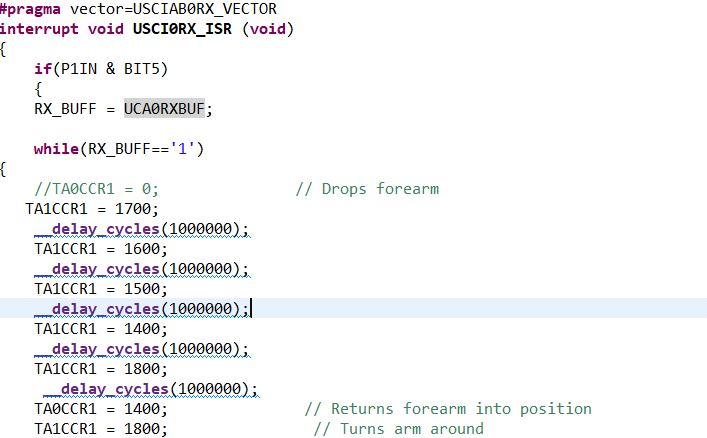 #pragma vector=USCIAB0RX_VECTOR
interrupt void USCI0RX_ISR (void)
{
if(P1IN & BIT5)
{
RX_BUFF = UCA0RXBUF;
while(RX_BUFF=='1')
{
//TA0CCR1 = 0; // Drops forearm
TA1CCR1 = 1700;
__delay_cycles(1000000);
TA1CCR1 = 1600;
__delay_cycles(1000000);
TA1CCR1 = 1500;
__delay_cycles(1000000);
TA1CCR1 = 1400;
__delay_cycles(1000000);
TA1CCR1 = 1800;
__delay_cycles(1000000);
TA0CCR1 = 1400; // Returns forearm into position
TA1CCR1 = 1800; // Turns arm around